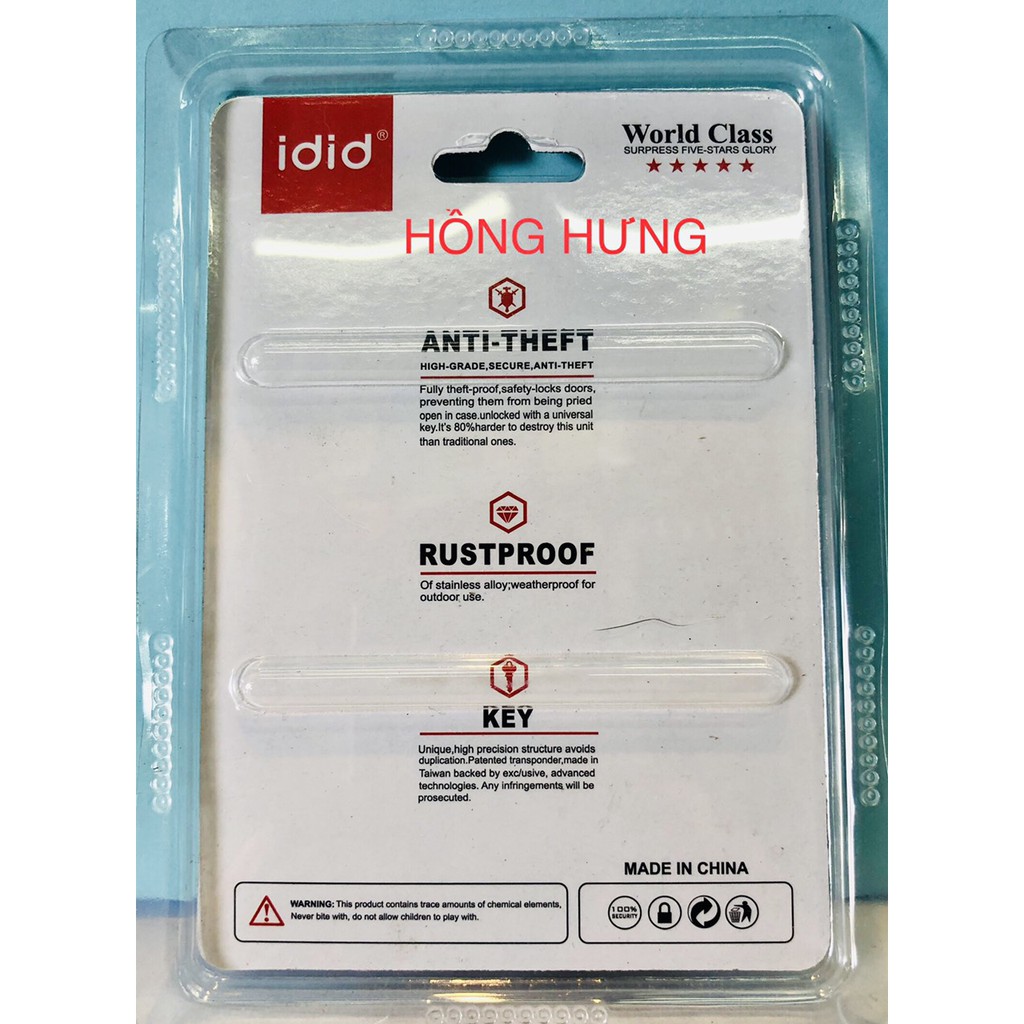 idid®
World Class
SURPRESS FIVE-STARS GLORY
HỒNG HƯNG
ANTI-THEFT
HIGH-GRADE,SECURE,ANTI-THEFT
Fully theft-proof,safety-locks doors,
preventing them from being pried
open in case.unlocked with a universal
key.It's 80%harder to destroy this unit
than traditional ones.
RUSTPROOF
Of stainless alloy;weatherproof for
outdoor use.
KEY
Unique,high precision structure avoids
duplication.Patented transponder,made in
Taiwan backed by exc/usive, advanced
technologies. Any infringements will be
prosecuted.
MADE IN CHINA
WARNING: This product contains trace amounts of chemical elements,
Never bite with, do not allow children to play with.
100%
SECURITY